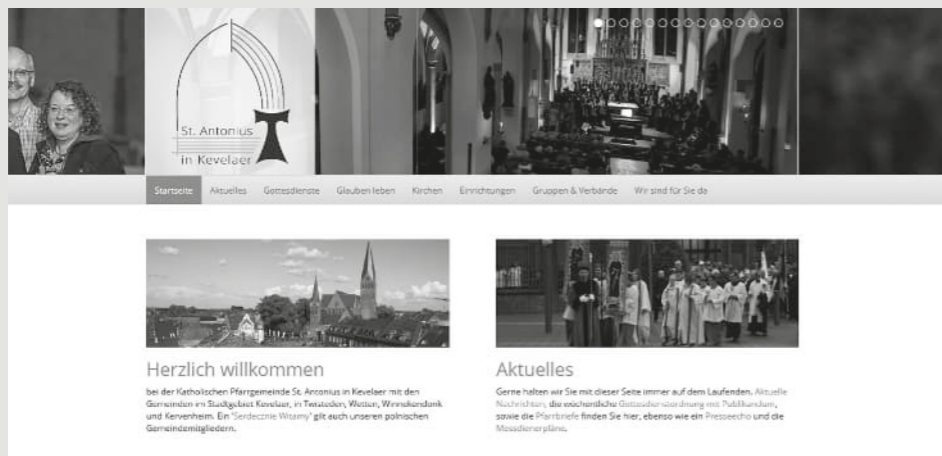 St. Antonius
in Kevelaer
Startseite Aktuelles Gottesdienste Glauben leben Kirchen Einrichtungen Gruppen & Verbände Wir sind für Sie da
Herzlich willkommen
bei der Katholischen Pfarrgemeinde St. Antonius in Kevelaer mit den
Gemeinden im Stadtgebiet Kevelaer, in Twisteden, Wetten, Winnekendonk
und Kervenheim. Ein "Serdecznie Witamy" gilt auch unseren polnischen
Gemeindemitgliedern.
Aktuelles
Gerne halten wir Sie mit dieser Seite immer auf dem Laufenden. Aktuelle
Nachrichten, die wöchentliche Gottesdienstordnung mit Publikandum,
sowie die Pfarrbriefe finden Sie hier, ebenso wie ein Presseecho und die
Messdienerpläne.